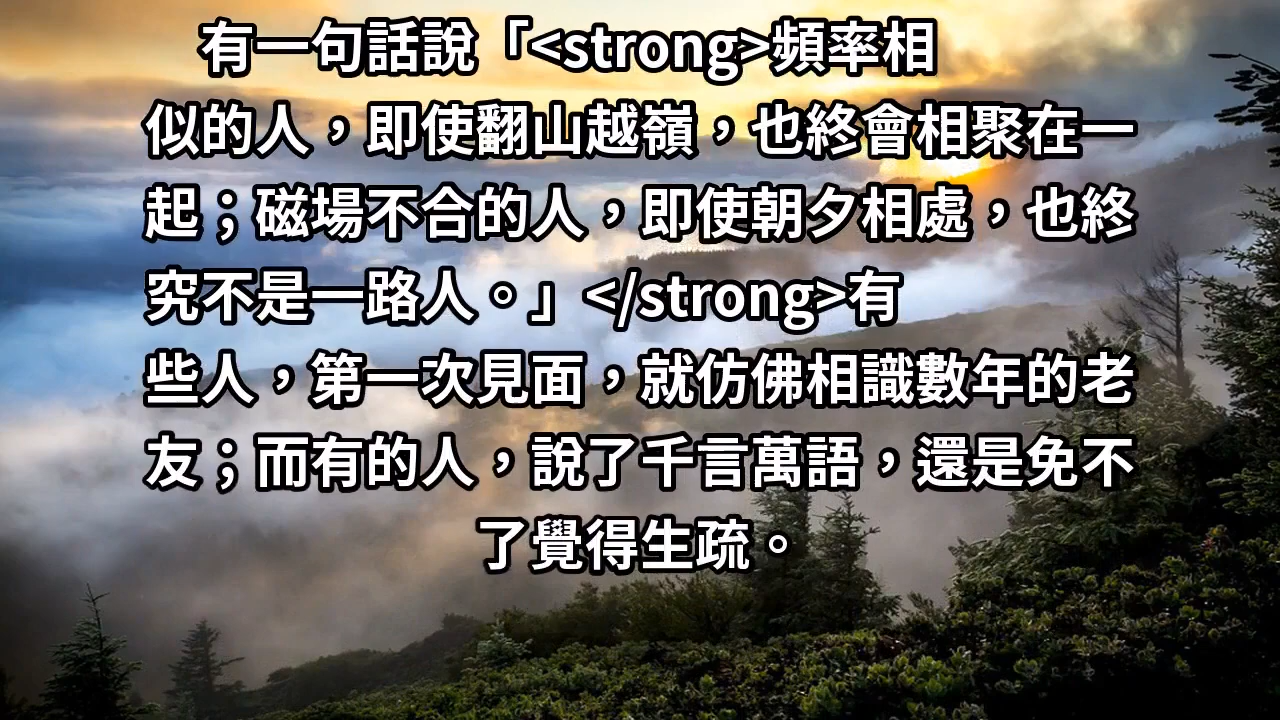 有一句話說「<strong>頻率相
似的人，即使翻山越嶺，也終會相聚在一
起；磁場不合的人，即使朝夕相處，也終
究不是一路人。」</strong>有
些人，第一次見面，就仿佛相識數年的老
友；而有的人，說了千言萬語，還是免不
了覺得生疏。